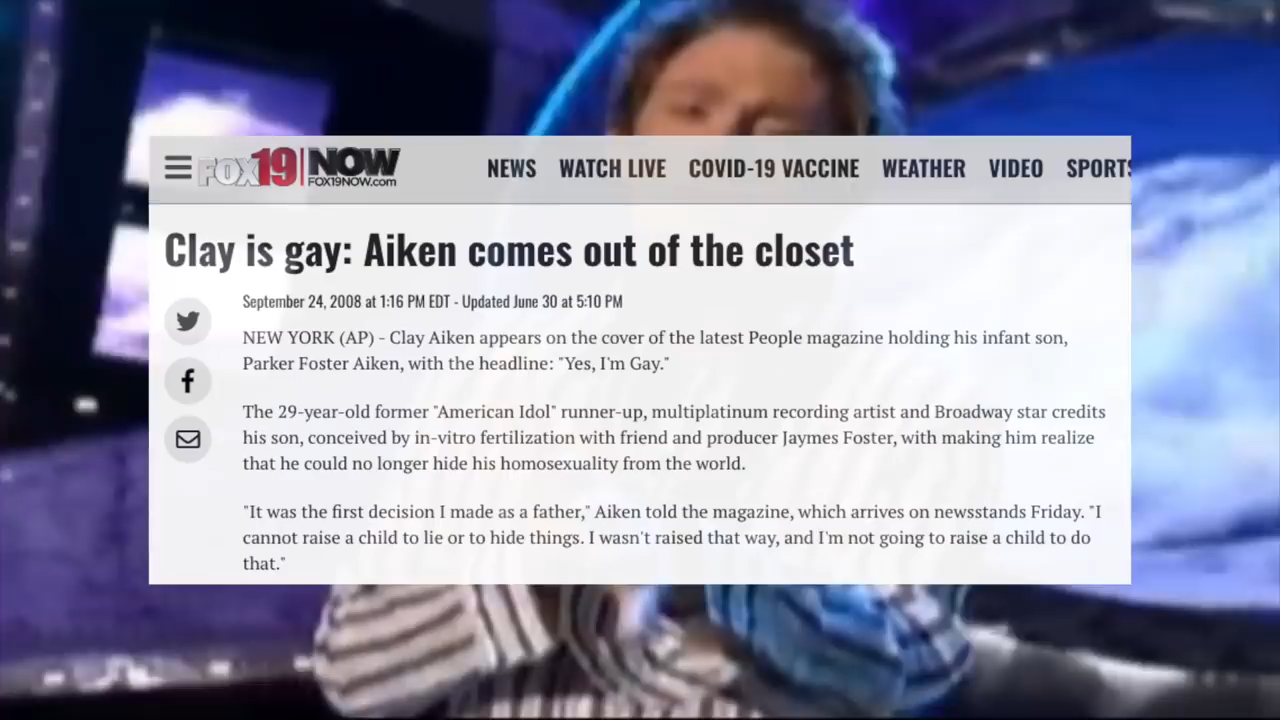 FOX19 NOW
FOX19NOW.com
NEWS WATCH LIVE COVID-19 VACCINE WEATHER VIDEO SPORTS
Clay is gay: Aiken comes out of the closet
September 24, 2008 at 1:16 PM EDT - Updated June 30 at 5:10 PM
NEW YORK (AP) - Clay Aiken appears on the cover of the latest People magazine holding his infant son,
Parker Foster Aiken, with the headline: "Yes, I'm Gay."
The 29-year-old former "American Idol" runner-up, multiplatinum recording artist and Broadway star credits
his son, conceived by in-vitro fertilization with friend and producer Jaymes Foster, with making him realize
that he could no longer hide his homosexuality from the world.
"It was the first decision I made as a father," Aiken told the magazine, which arrives on newsstands Friday. "I
cannot raise a child to lie or to hide things. I wasn't raised that way, and I'm not going to raise a child to do
that."